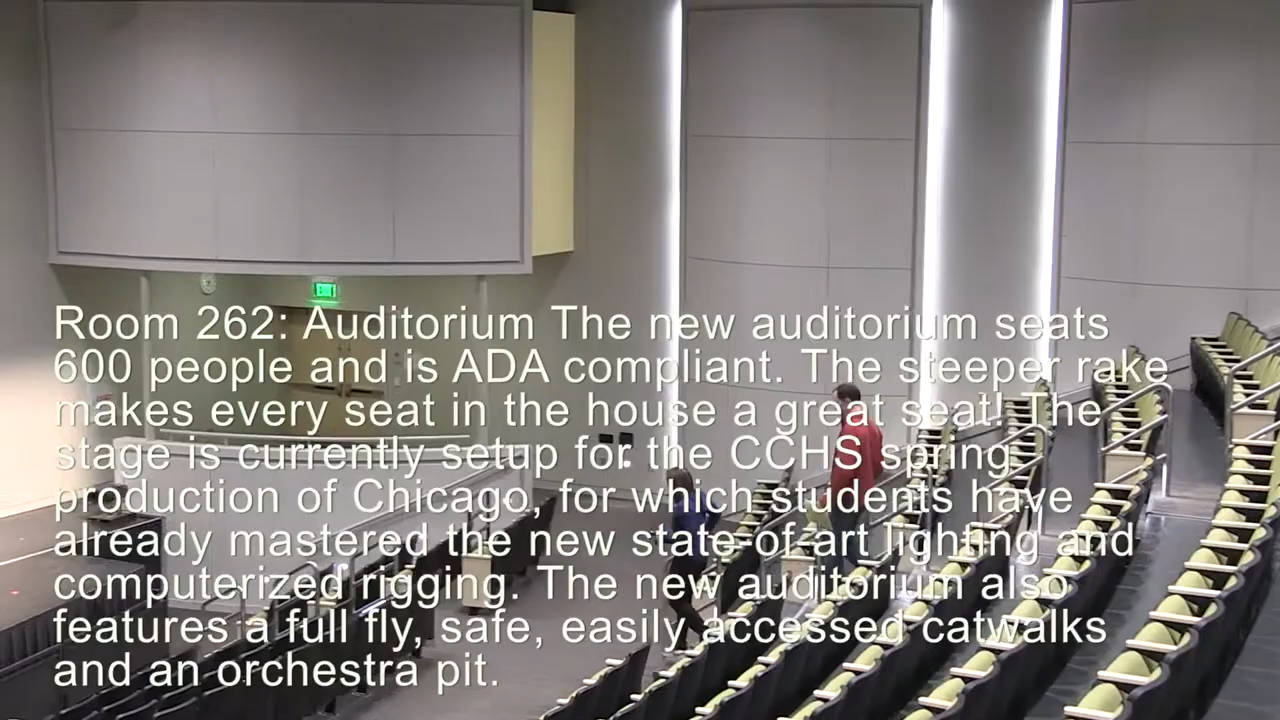 Room 262: Auditorium The new auditorium seats
600 people and is ADA compliant. The steeper rake
makes every seat in the house a great seat! The
stage is currently setup for the CCHS spring
production of Chicago, for which students have
already mastered the new state-of-art lighting and
computerized rigging. The new auditorium also
features a full fly, safe, easily accessed catwalks
and an orchestra pit.